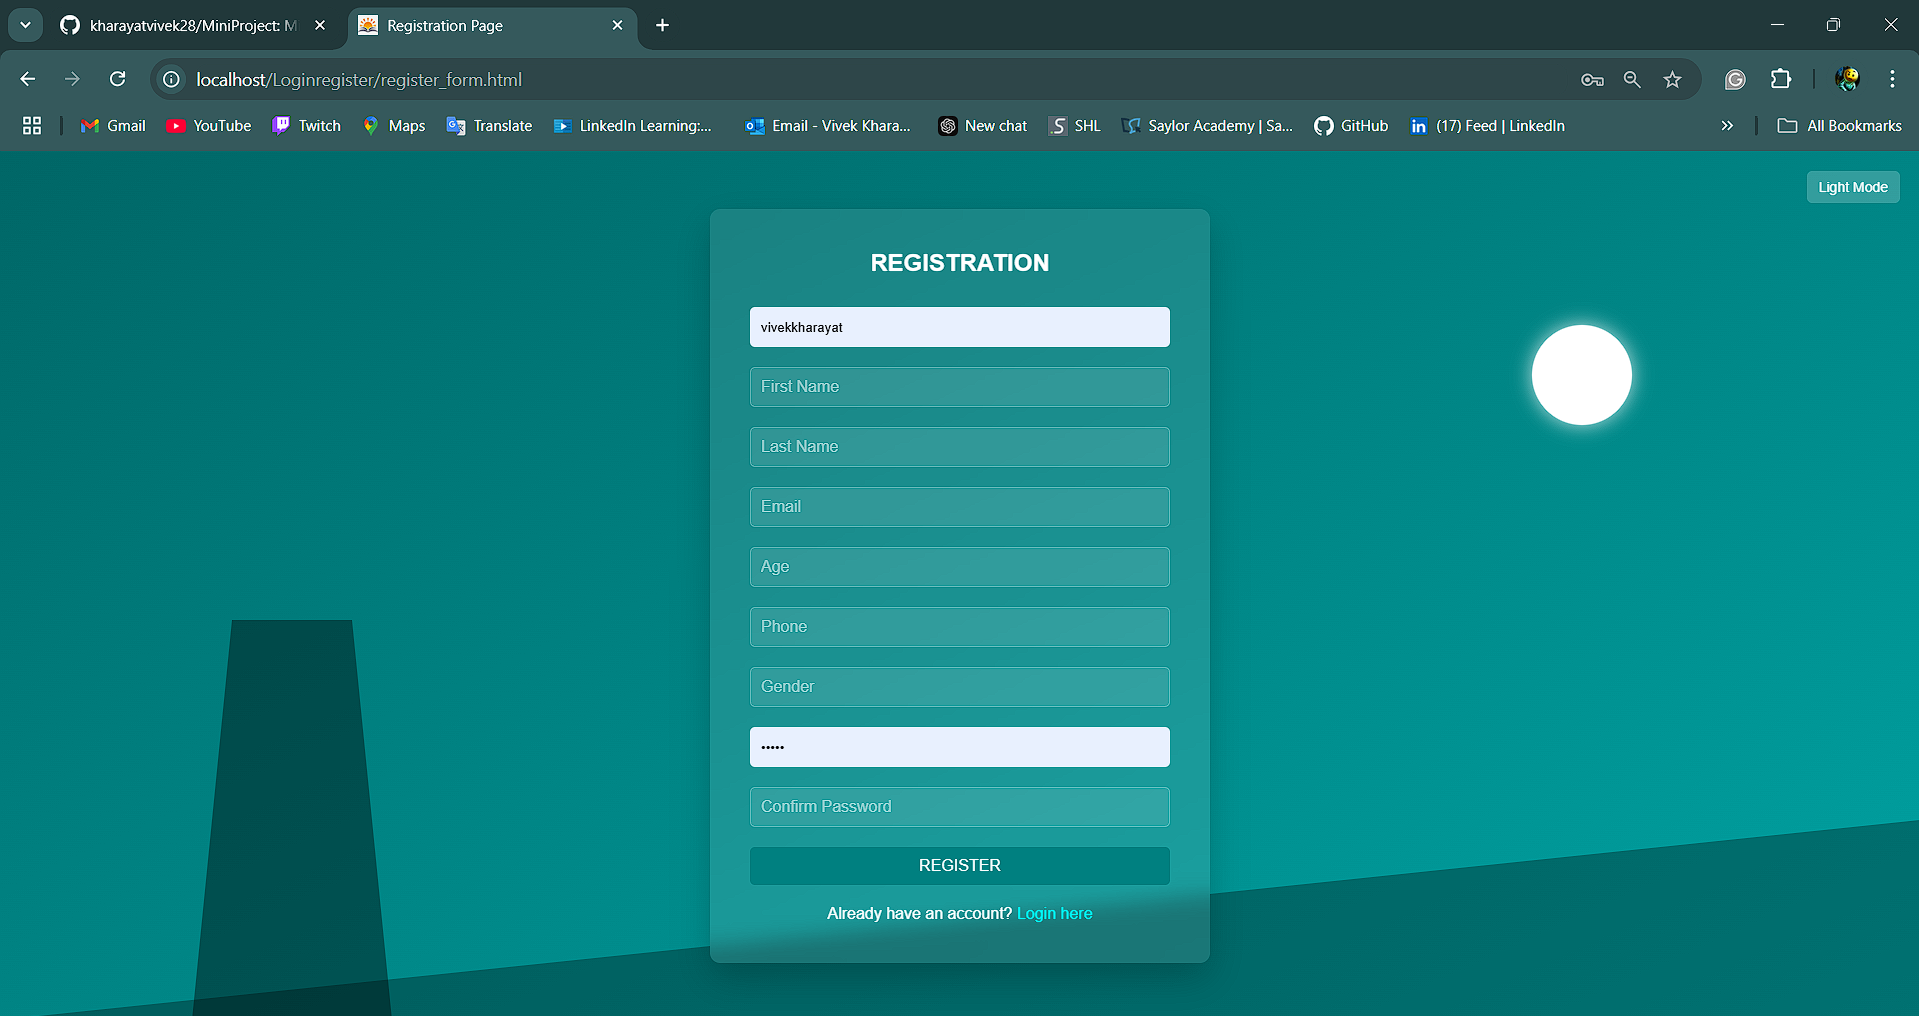 kharayatvivek28/MiniProject: M
Registration Page
localhost/Loginregister/register_form.html
Gmail YouTube Twitch Maps Translate LinkedIn Learning:... Email - Vivek Khara... New chat SHL Saylor Academy | Sa... GitHub (17) Feed | LinkedIn All Bookmarks
Light Mode
REGISTRATION
vivekkharayat
First Name
Last Name
Email
Age
Phone
Gender
•••••
Confirm Password
REGISTER
Already have an account? Login here